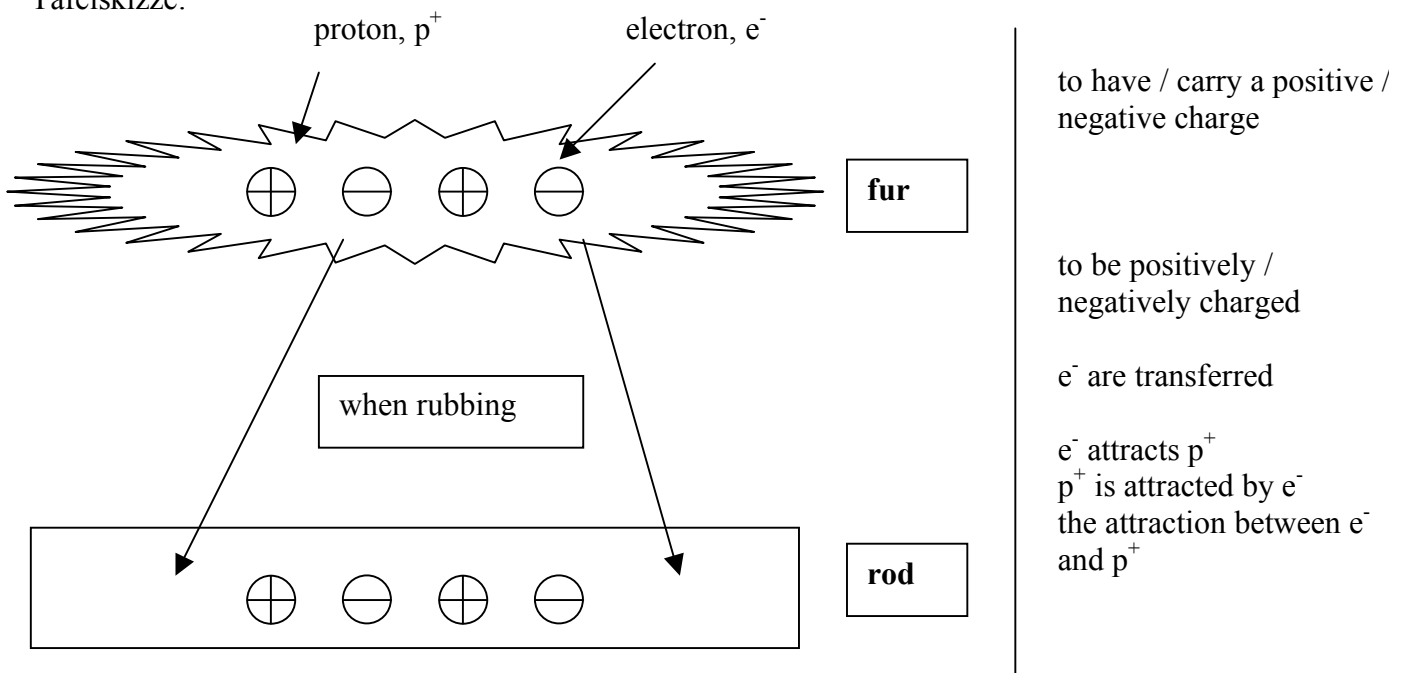 Tafelskizze:
proton, p⁺
electron, e⁻
fur
when rubbing
rod
to have / carry a positive /
negative charge
to be positively /
negatively charged
e⁻ are transferred
e⁻ attracts p⁺
p⁺ is attracted by e⁻
the attraction between e⁻
and p⁺